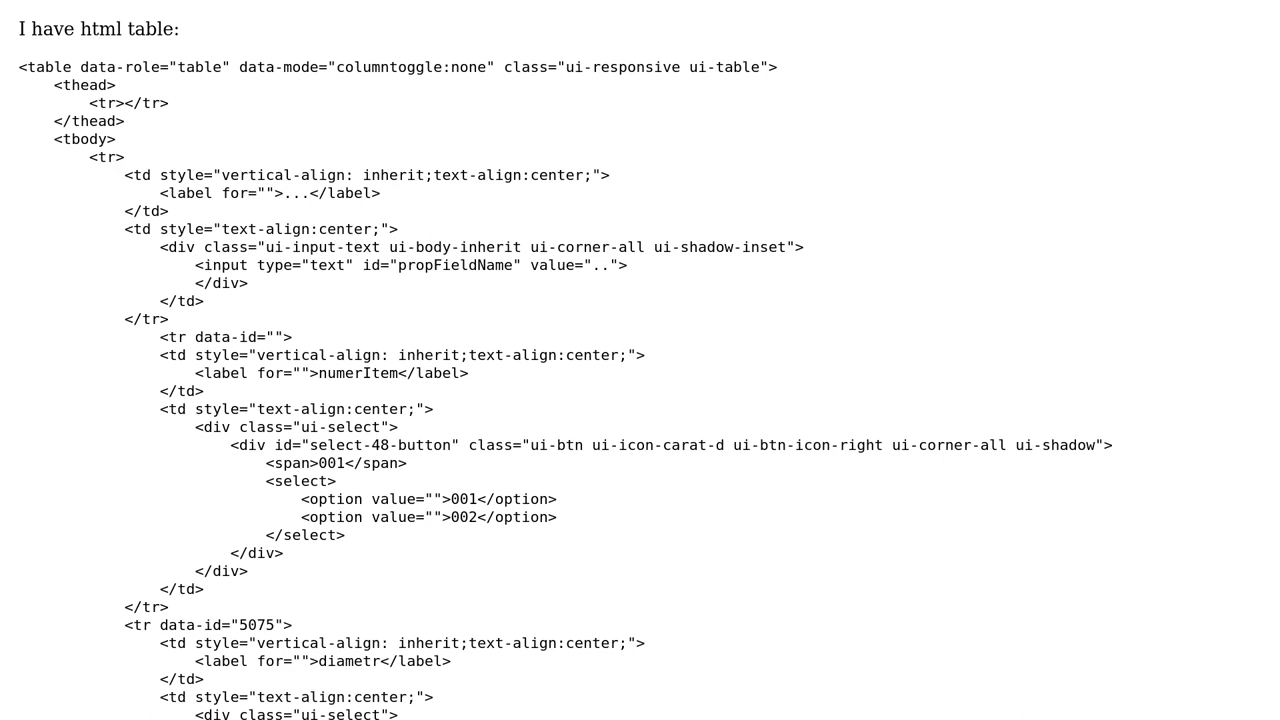 I have html table:
<table data-role="table" data-mode="columntoggle:none" class="ui-responsive ui-table">
    <thead>
        <tr></tr>
    </thead>
    <tbody>
        <tr>
            <td style="vertical-align: inherit;text-align:center;">
                <label for="">...</label>
            </td>
            <td style="text-align:center;">
                <div class="ui-input-text ui-body-inherit ui-corner-all ui-shadow-inset">
                    <input type="text" id="propFieldName" value="..">
                    </div>
                </td>
            </tr>
                <tr data-id="">
                <td style="vertical-align: inherit;text-align:center;">
                    <label for="">numerItem</label>
                </td>
                <td style="text-align:center;">
                    <div class="ui-select">
                        <div id="select-48-button" class="ui-btn ui-icon-carat-d ui-btn-icon-right ui-corner-all ui-shadow">
                            <span>001</span>
                            <select>
                                <option value="">001</option>
                                <option value="">002</option>
                            </select>
                        </div>
                    </div>
                </td>
            </tr>
            <tr data-id="5075">
                <td style="vertical-align: inherit;text-align:center;">
                    <label for="">diametr</label>
                </td>
                <td style="text-align:center;">
                    <div class="ui-select">